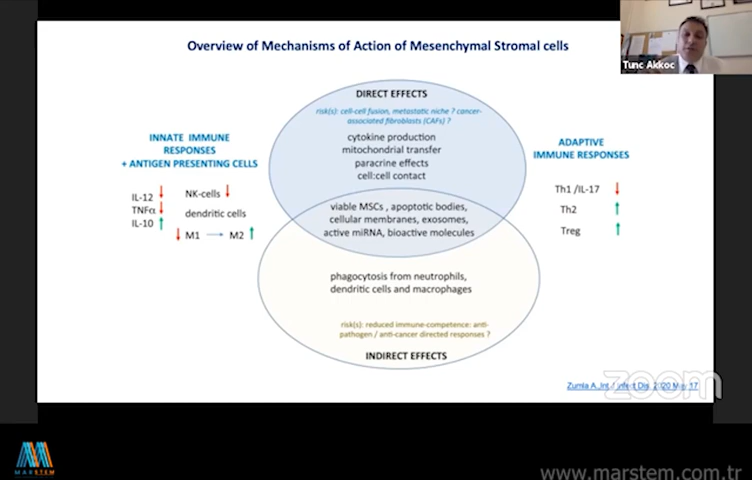 Overview of Mechanisms of Action of Mesenchymal Stromal cells
Tunc Akkoc
DIRECT EFFECTS
risk(s): cell-cell fusion, metastatic niche ? cancer-
associated fibroblasts (CAFs) ?
cytokine production
mitochondrial transfer
paracrine effects
cell:cell contact
INNATE IMMUNE
RESPONSES
+ ANTIGEN PRESENTING CELLS
IL-12
TNFα
IL-10
NK-cells
dendritic cells
M1
M2
ADAPTIVE
IMMUNE RESPONSES
Th1 /IL-17
Th2
Treg
viable MSCs , apoptotic bodies,
cellular membranes, exosomes,
active miRNA, bioactive molecules
phagocytosis from neutrophils,
dendritic cells and macrophages
risk(s): reduced immune-competence: anti-
pathogen / anti-cancer directed responses ?
INDIRECT EFFECTS
Zumla A, Int J Infect Dis, 2020 May 17
zoom
MARSTEM
www.marstem.com.tr